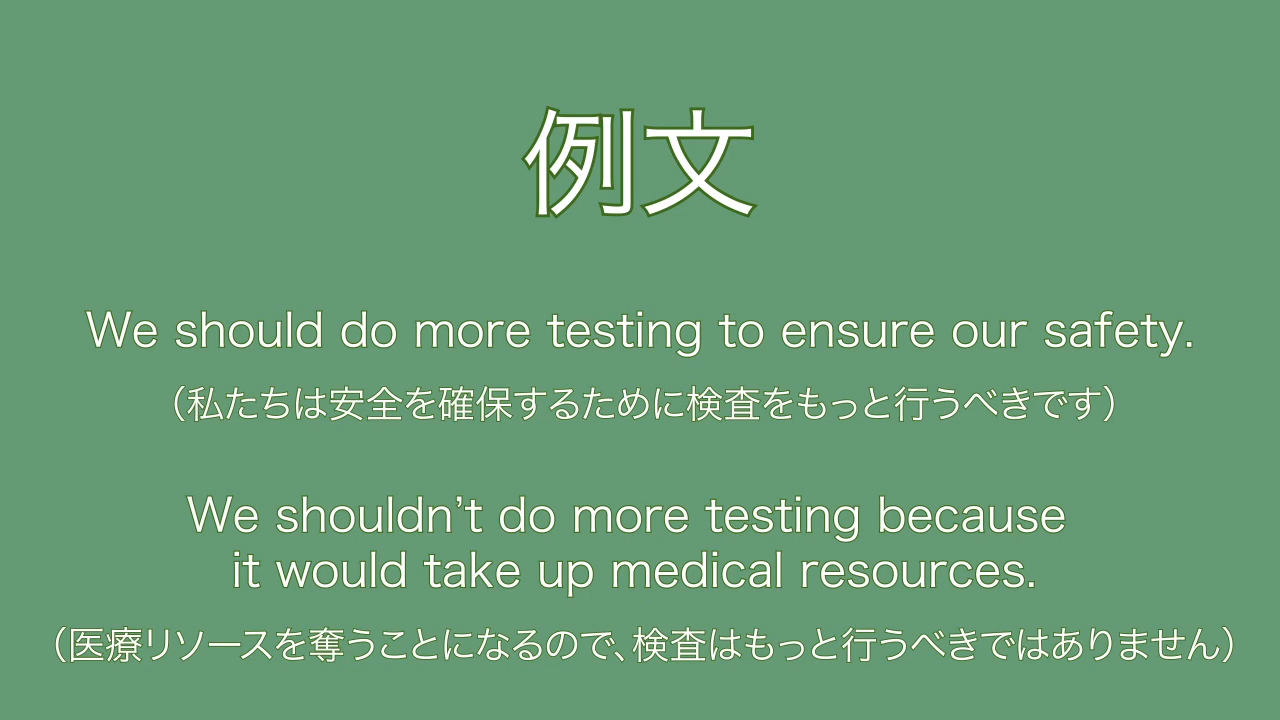 例文
We should do more testing to ensure our safety.
（私たちは安全を確保するために検査をもっと行うべきです）
We shouldn’t do more testing because
it would take up medical resources.
（医療リソースを奪うことになるので、検査はもっと行うべきではありません）